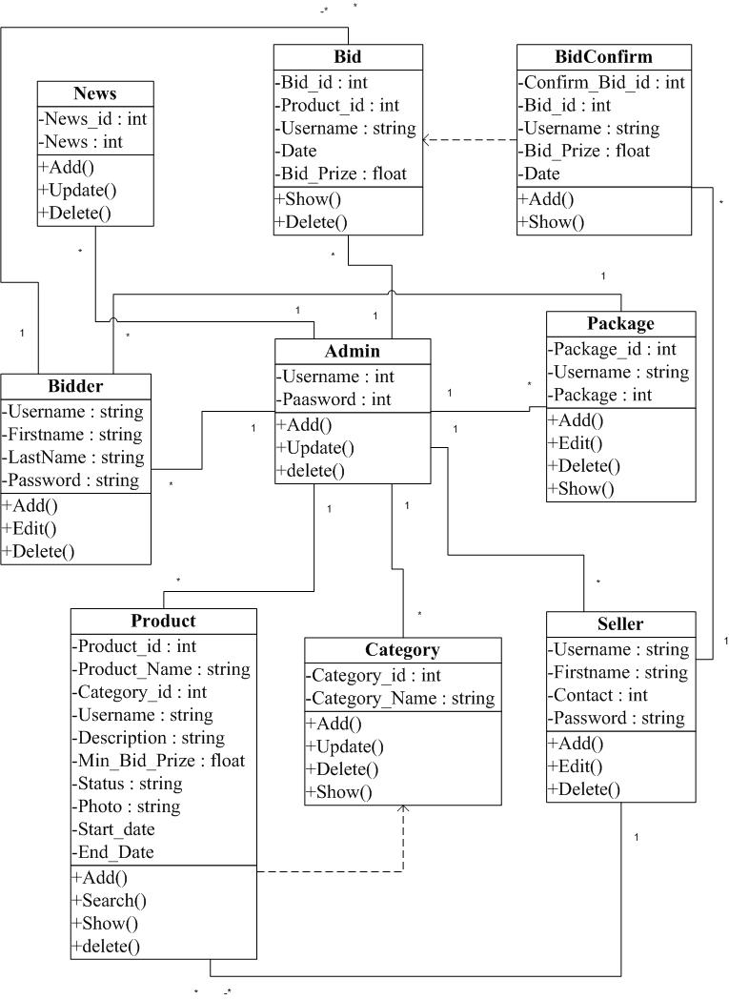 -*
*
Bid
-Bid_id : int
-Product_id : int
-Username : string
-Date
-Bid_Prize : float
+Show()
+Delete()
BidConfirm
-Confirm_Bid_id : int
-Bid_id : int
-Username : string
-Bid_Prize : float
-Date
+Add()
+Show()
News
-News_id : int
-News : int
+Add()
+Update()
+Delete()
*
*
*
1
1
1
1
*
Package
-Package_id : int
-Username : string
-Package : int
+Add()
+Edit()
+Delete()
+Show()
Admin
-Username : int
-Paasword : int
+Add()
+Update()
+delete()
Bidder
-Username : string
-Firstname : string
-LastName : string
-Password : string
+Add()
+Edit()
+Delete()
*
1
1
1
*
1
1
*
*
*
1
Product
-Product_id : int
-Product_Name : string
-Category_id : int
-Username : string
-Description : string
-Min_Bid_Prize : float
-Status : string
-Photo : string
-Start_date
-End_Date
+Add()
+Search()
+Show()
+delete()
Category
-Category_id : int
-Category_Name : string
+Add()
+Update()
+Delete()
+Show()
Seller
-Username : string
-Firstname : string
-Contact : int
-Password : string
+Add()
+Edit()
+Delete()
1
*
-*